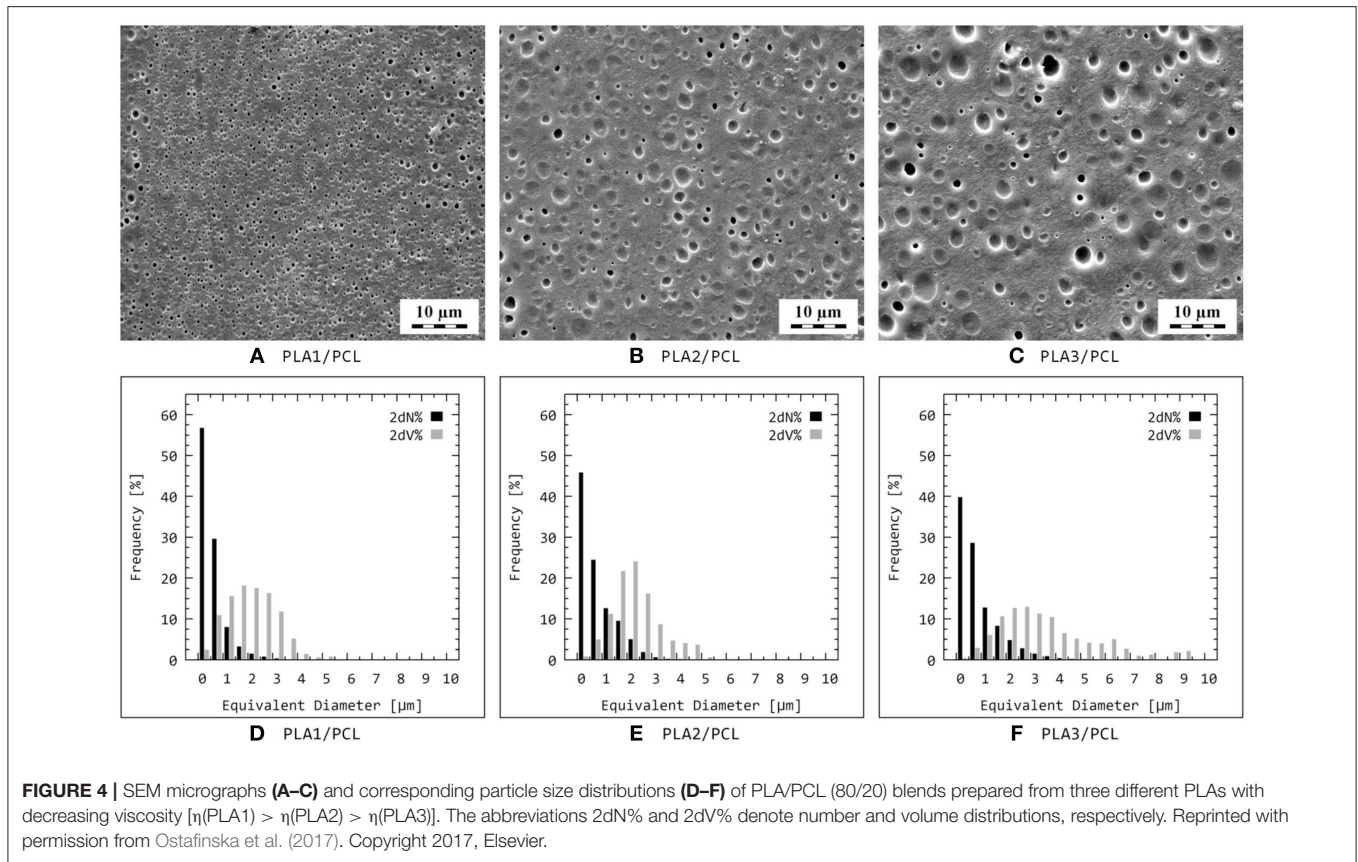 10 µm
10 µm
10 µm
A PLA1/PCL
B PLA2/PCL
C PLA3/PCL
60
50
40
30
20
10
0
Frequency [%]
2dN%
2dV%
0 1 2 3 4 5 6 7 8 9 10
Equivalent Diameter [µm]
D PLA1/PCL
60
50
40
30
20
10
0
Frequency [%]
2dN%
2dV%
0 1 2 3 4 5 6 7 8 9 10
Equivalent Diameter [µm]
E PLA2/PCL
60
50
40
30
20
10
0
Frequency [%]
2dN%
2dV%
0 1 2 3 4 5 6 7 8 9 10
Equivalent Diameter [µm]
F PLA3/PCL
FIGURE 4 | SEM micrographs (A–C) and corresponding particle size distributions (D–F) of PLA/PCL (80/20) blends prepared from three different PLAs with
decreasing viscosity [η(PLA1) > η(PLA2) > η(PLA3)]. The abbreviations 2dN% and 2dV% denote number and volume distributions, respectively. Reprinted with
permission from Ostafinska et al. (2017). Copyright 2017, Elsevier.